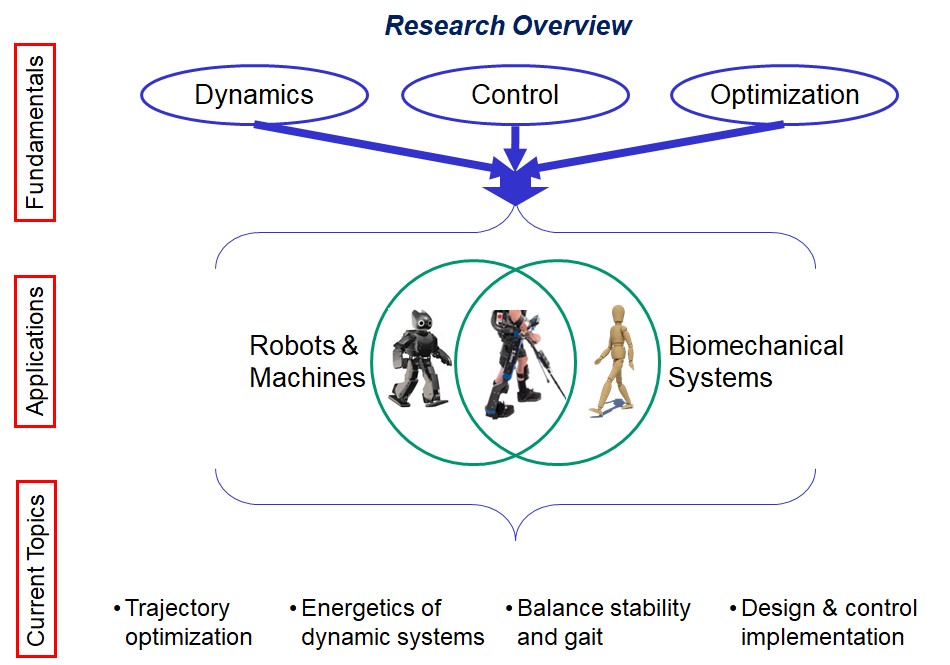 Research Overview
Fundamentals
Dynamics
Control
Optimization
Applications
Robots &
Machines
Biomechanical
Systems
Current Topics
• Trajectory
optimization
• Energetics of
dynamic systems
• Balance stability
and gait
• Design & control
implementation